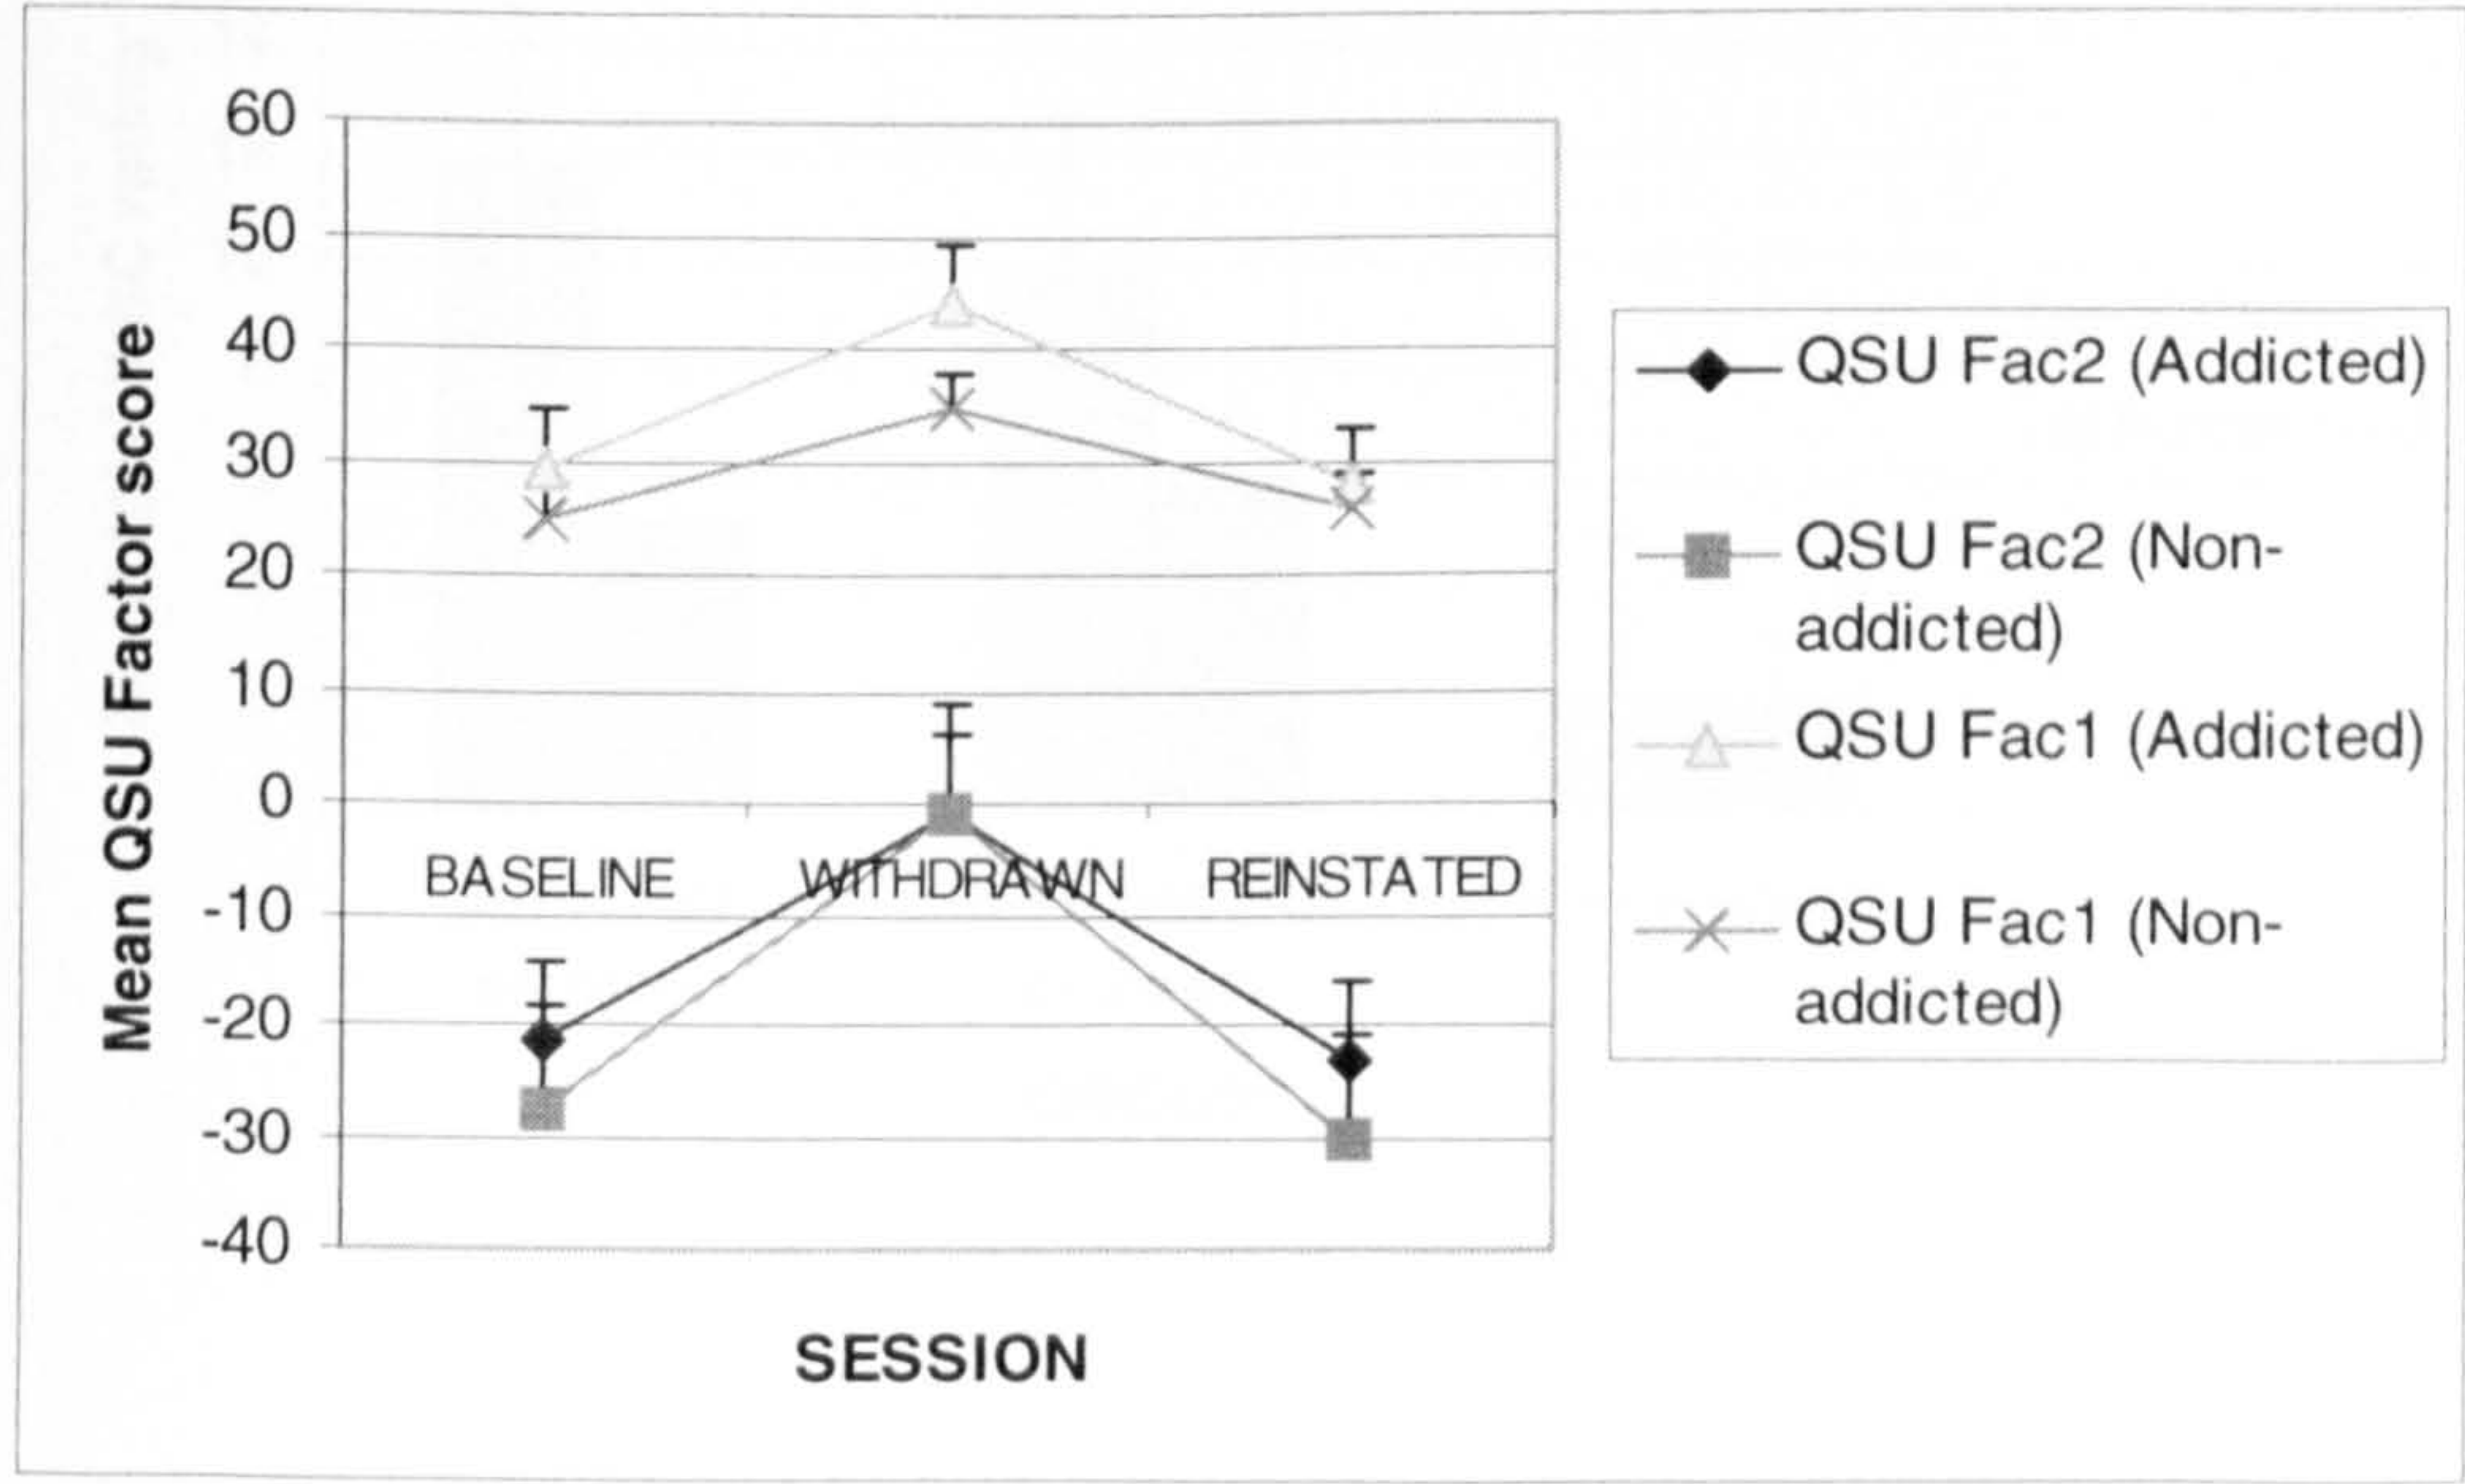 60
50
40
30
20
10
0
-10
-20
-30
-40
Mean QSU Factor score
BASELINE WITHDRAWN REINSTATED
SESSION
QSU Fac2 (Addicted)
QSU Fac2 (Non-
addicted)
QSU Fac1 (Addicted)
QSU Fac1 (Non-
addicted)